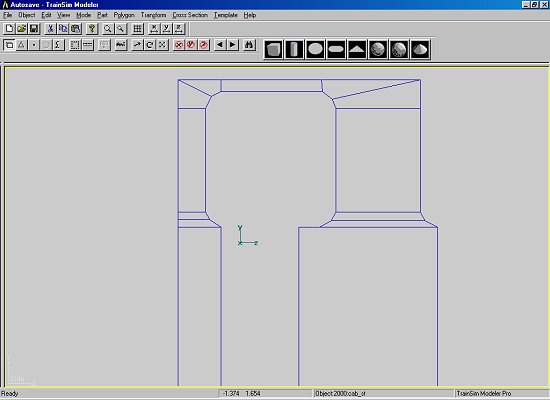 Autosave - TrainSim Modeler
File Object Edit View Mode Part Polygon Transform Cross Section Template Help
X Y Z
Y
X Z
Side
Z
Ready -1.374 1.654 Object 2000:cab_st TrainSim Modeler Pro